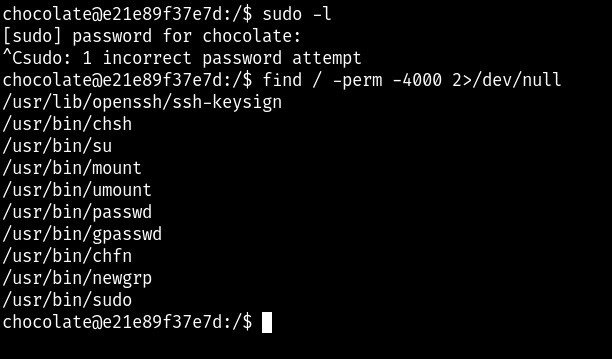 chocolate@e21e89f37e7d:/$ sudo -l
[sudo] password for chocolate:
^Csudo: 1 incorrect password attempt
chocolate@e21e89f37e7d:/$ find / -perm -4000 2>/dev/null
/usr/lib/openssh/ssh-keysign
/usr/bin/chsh
/usr/bin/su
/usr/bin/mount
/usr/bin/umount
/usr/bin/passwd
/usr/bin/gpasswd
/usr/bin/chfn
/usr/bin/newgrp
/usr/bin/sudo
chocolate@e21e89f37e7d:/$